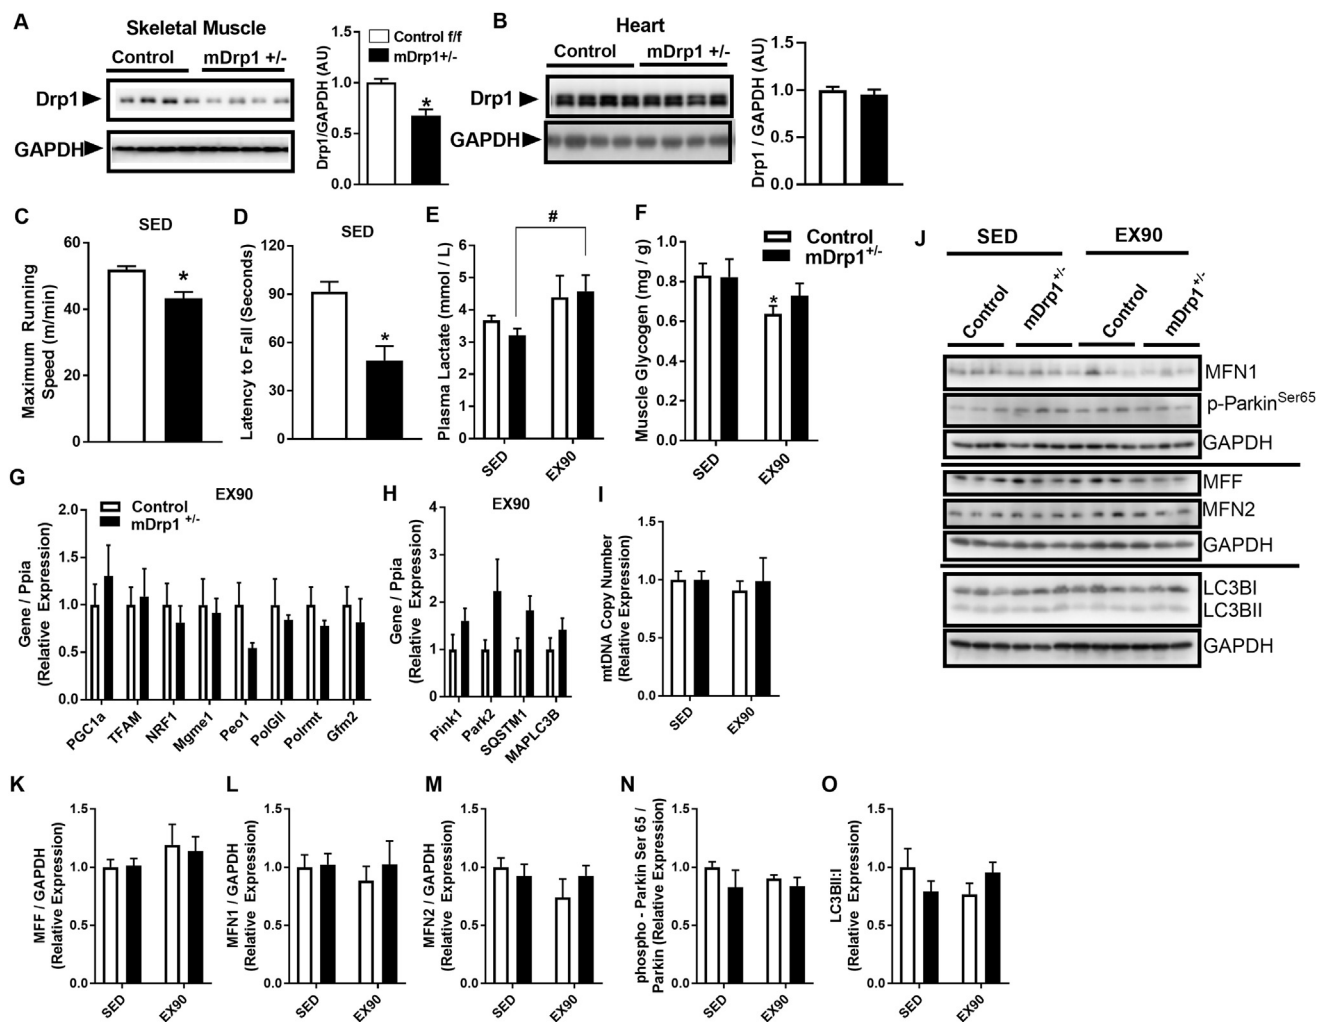 A
Skeletal Muscle
Control
mDrp1 +/-
Drp1
GAPDH
Drp1/GAPDH (AU)
1.5
1.0
0.5
0.0
Control f/f
mDrp1+/-
*
B
Heart
Control
mDrp1 +/-
Drp1
GAPDH
Drp1 / GAPDH (AU)
1.5
1.0
0.5
0.0
C
SED
Maximum Running
Speed (m/min)
60
40
20
0
*
D
SED
Latency to Fall (Seconds)
120
90
60
30
0
*
E
#
Plasma Lactate (mmol / L)
6
5
4
3
2
1
0
SED
EX90
F
Muscle Glycogen (mg / g)
1.0
0.8
0.6
0.4
0.2
0.0
*
SED
EX90
Control
mDrp1+/-
G
EX90
Control
mDrp1 +/-
Gene / Ppia
(Relative Expression)
2.0
1.5
1.0
0.5
0.0
PGC1a
TFAM
NRF1
Mgme1
Peo1
PolGII
Polrmt
Gfm2
H
EX90
Gene / Ppia
(Relative Expression)
4
3
2
1
0
Pink1
Park2
SQSTM1
MAPLC3B
I
mtDNA Copy Number
(Relative Expression)
1.5
1.0
0.5
0.0
SED
EX90
J
SED
EX90
Control
mDrp1+/-
Control
mDrp1+/-
MFN1
p-ParkinSer65
GAPDH
MFF
MFN2
GAPDH
LC3BI
LC3BII
GAPDH
K
MFF / GAPDH
(Relative Expression)
1.5
1.0
0.5
0.0
SED
EX90
L
MFN1 / GAPDH
(Relative Expression)
1.5
1.0
0.5
0.0
SED
EX90
M
MFN2 / GAPDH
(Relative Expression)
1.5
1.0
0.5
0.0
SED
EX90
N
phospho - Parkin Ser 65 /
Parkin (Relative Expression)
1.5
1.0
0.5
0.0
SED
EX90
O
LC3BII:I
(Relative Expression)
1.5
1.0
0.5
0.0
SED
EX90